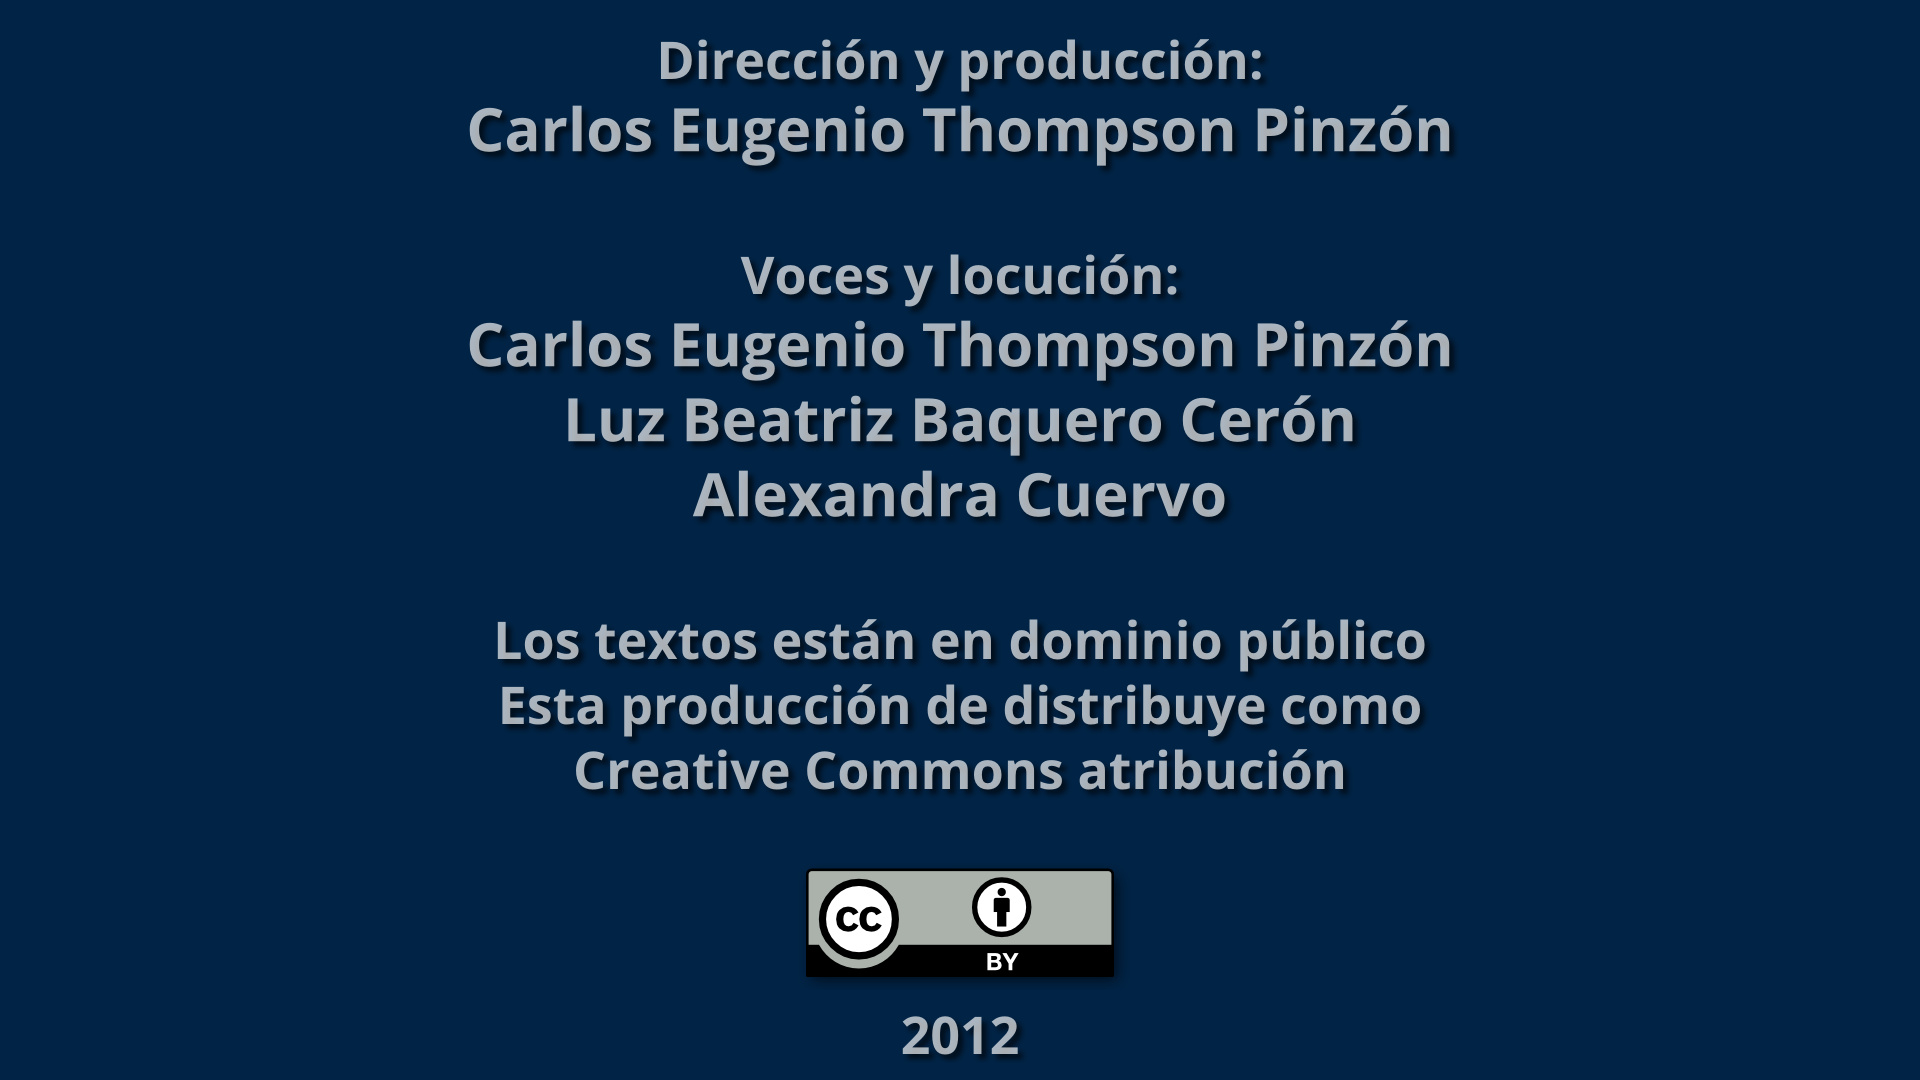 Dirección y producción:
Carlos Eugenio Thompson Pinzón
Voces y locución:
Carlos Eugenio Thompson Pinzón
Luz Beatriz Baquero Cerón
Alexandra Cuervo
Los textos están en dominio público
Esta producción de distribuye como
Creative Commons atribución
CC
BY
2012